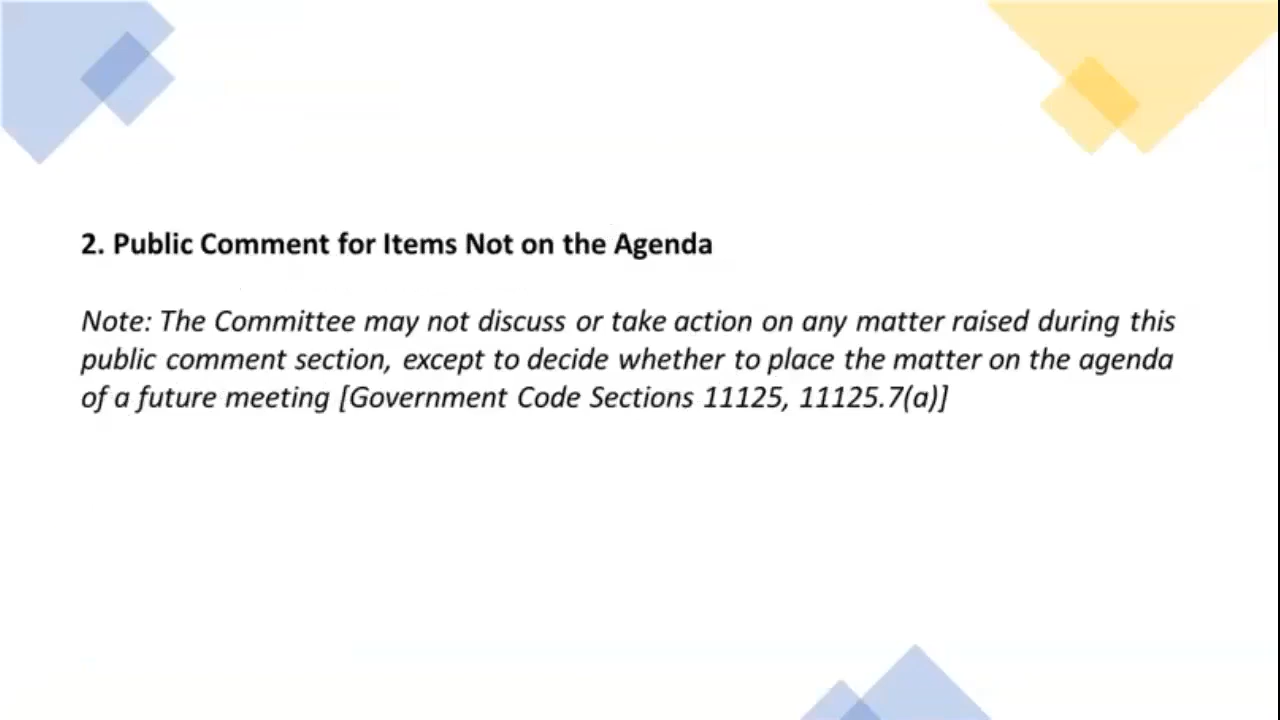 2. Public Comment for Items Not on the Agenda
Note: The Committee may not discuss or take action on any matter raised during this
public comment section, except to decide whether to place the matter on the agenda
of a future meeting [Government Code Sections 11125, 11125.7(a)]